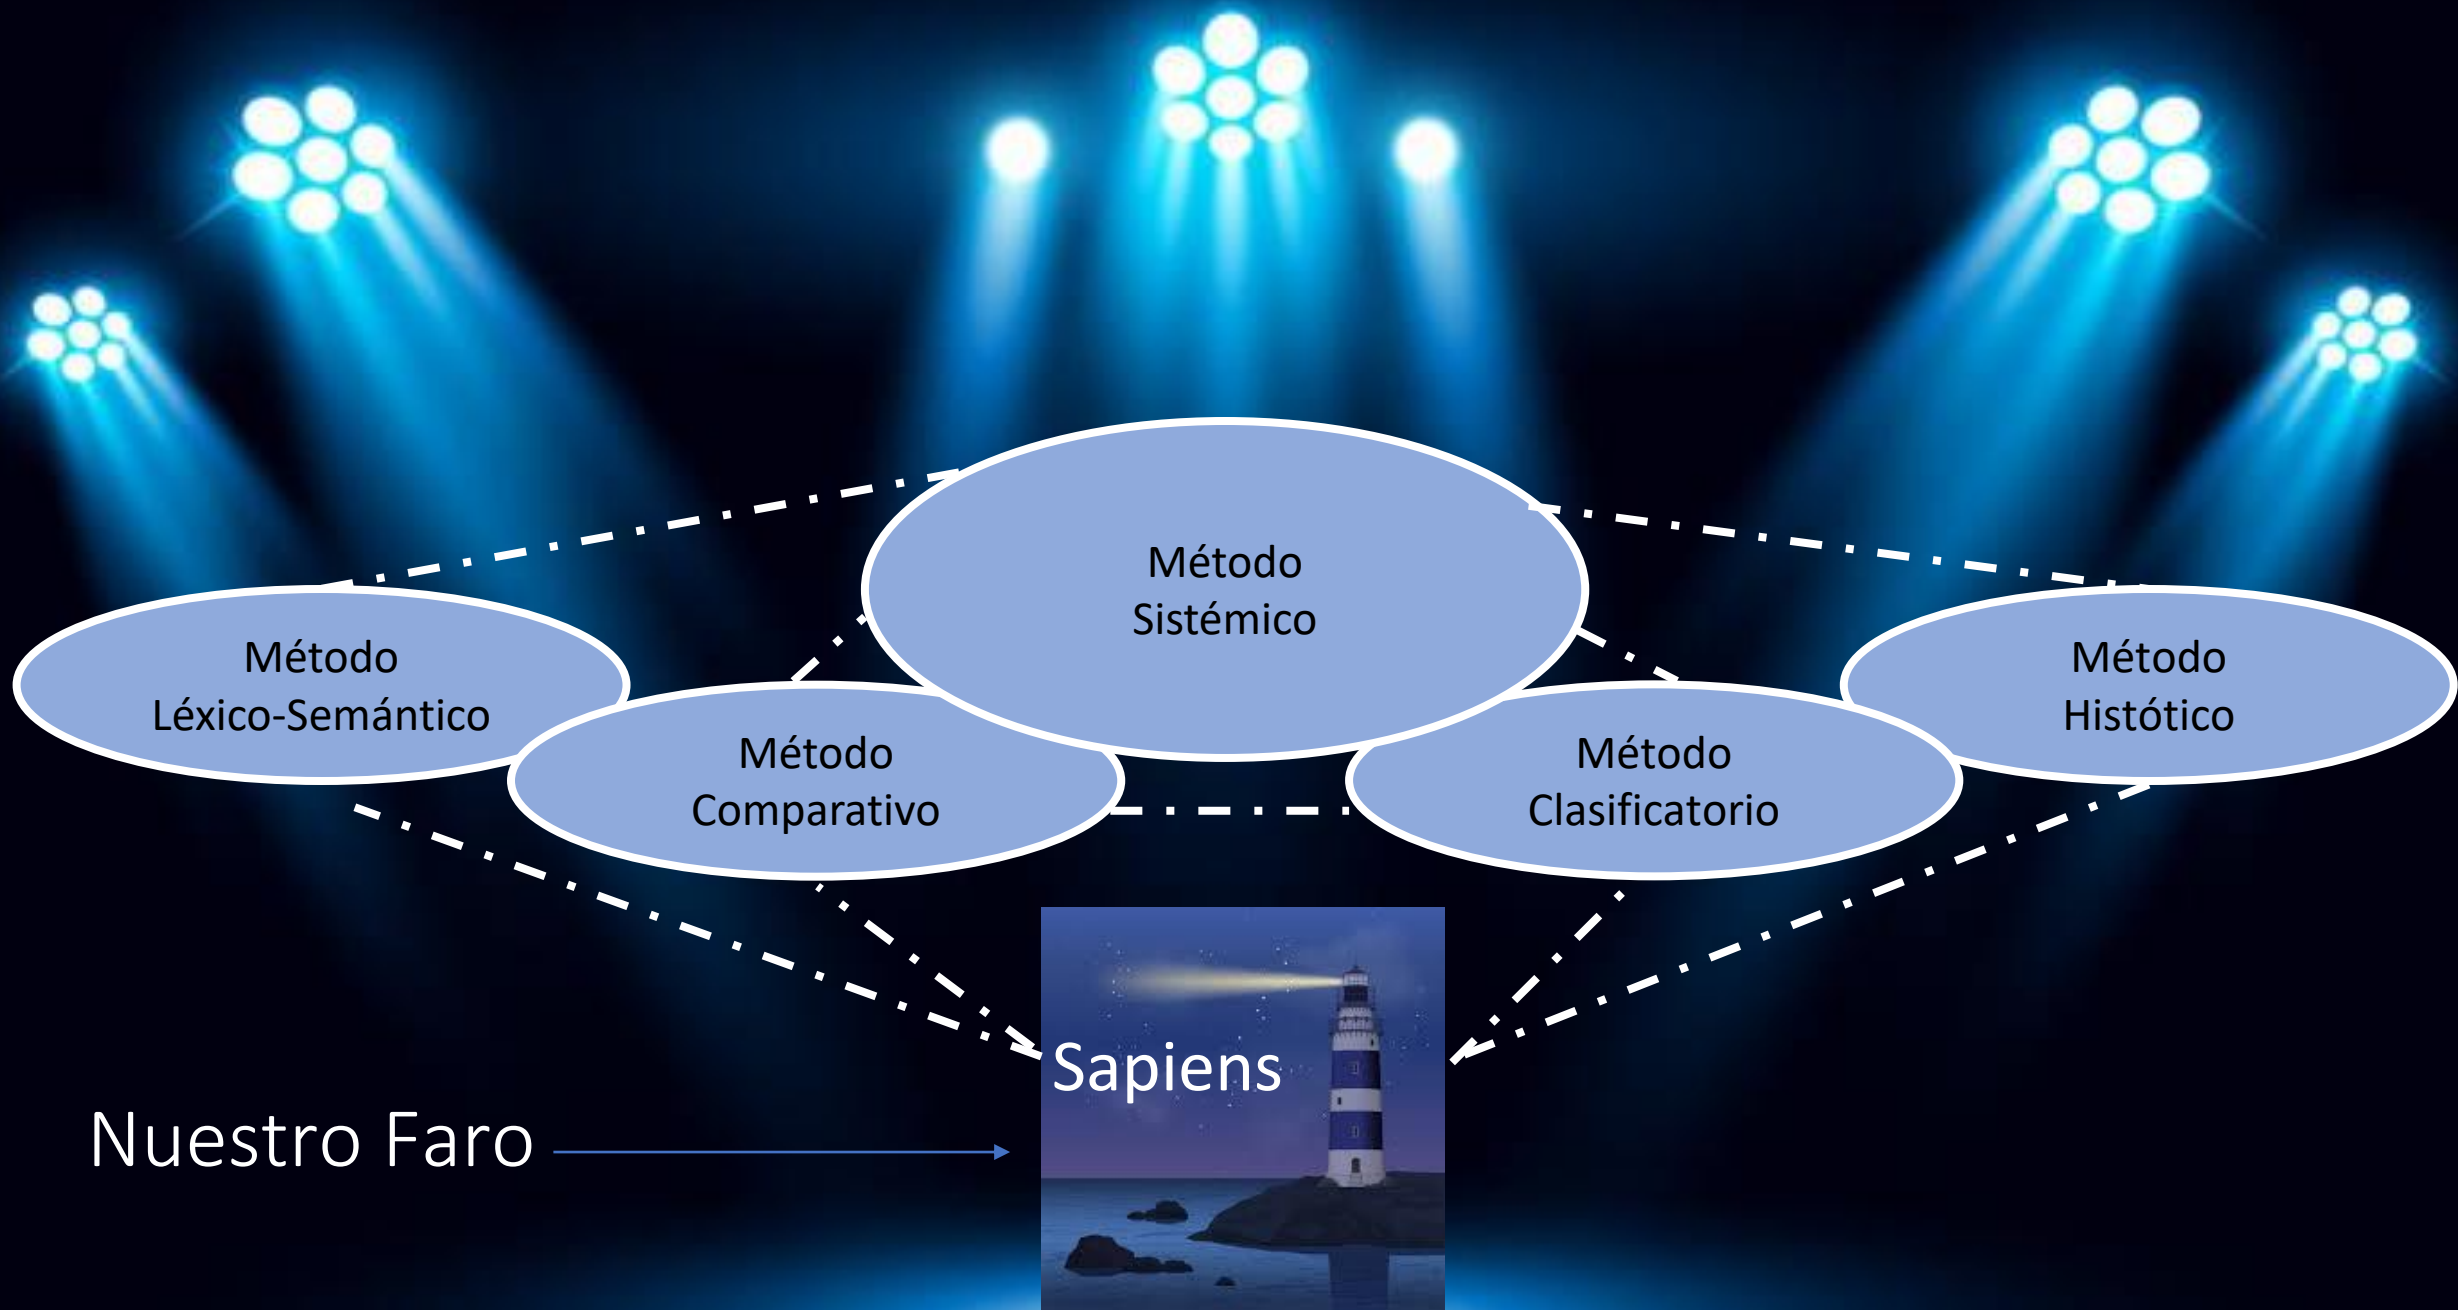 Método
Sistémico
Método
Léxico-Semántico
Método
Comparativo
Método
Clasificatorio
Método
Histótico
Sapiens
Nuestro Faro